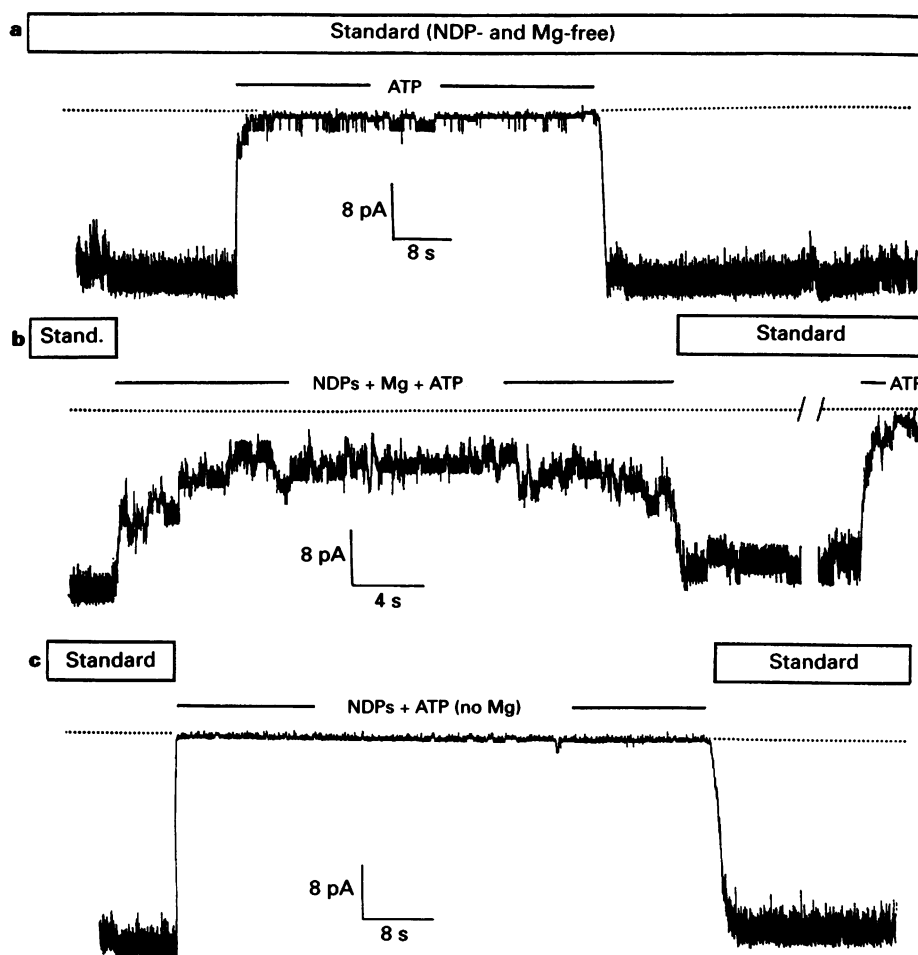 a
Standard (NDP- and Mg-free)
ATP
8 pA
8 s
b
Stand.
Standard
NDPs + Mg + ATP
ATP
8 pA
4 s
c
Standard
Standard
NDPs + ATP (no Mg)
8 pA
8 s